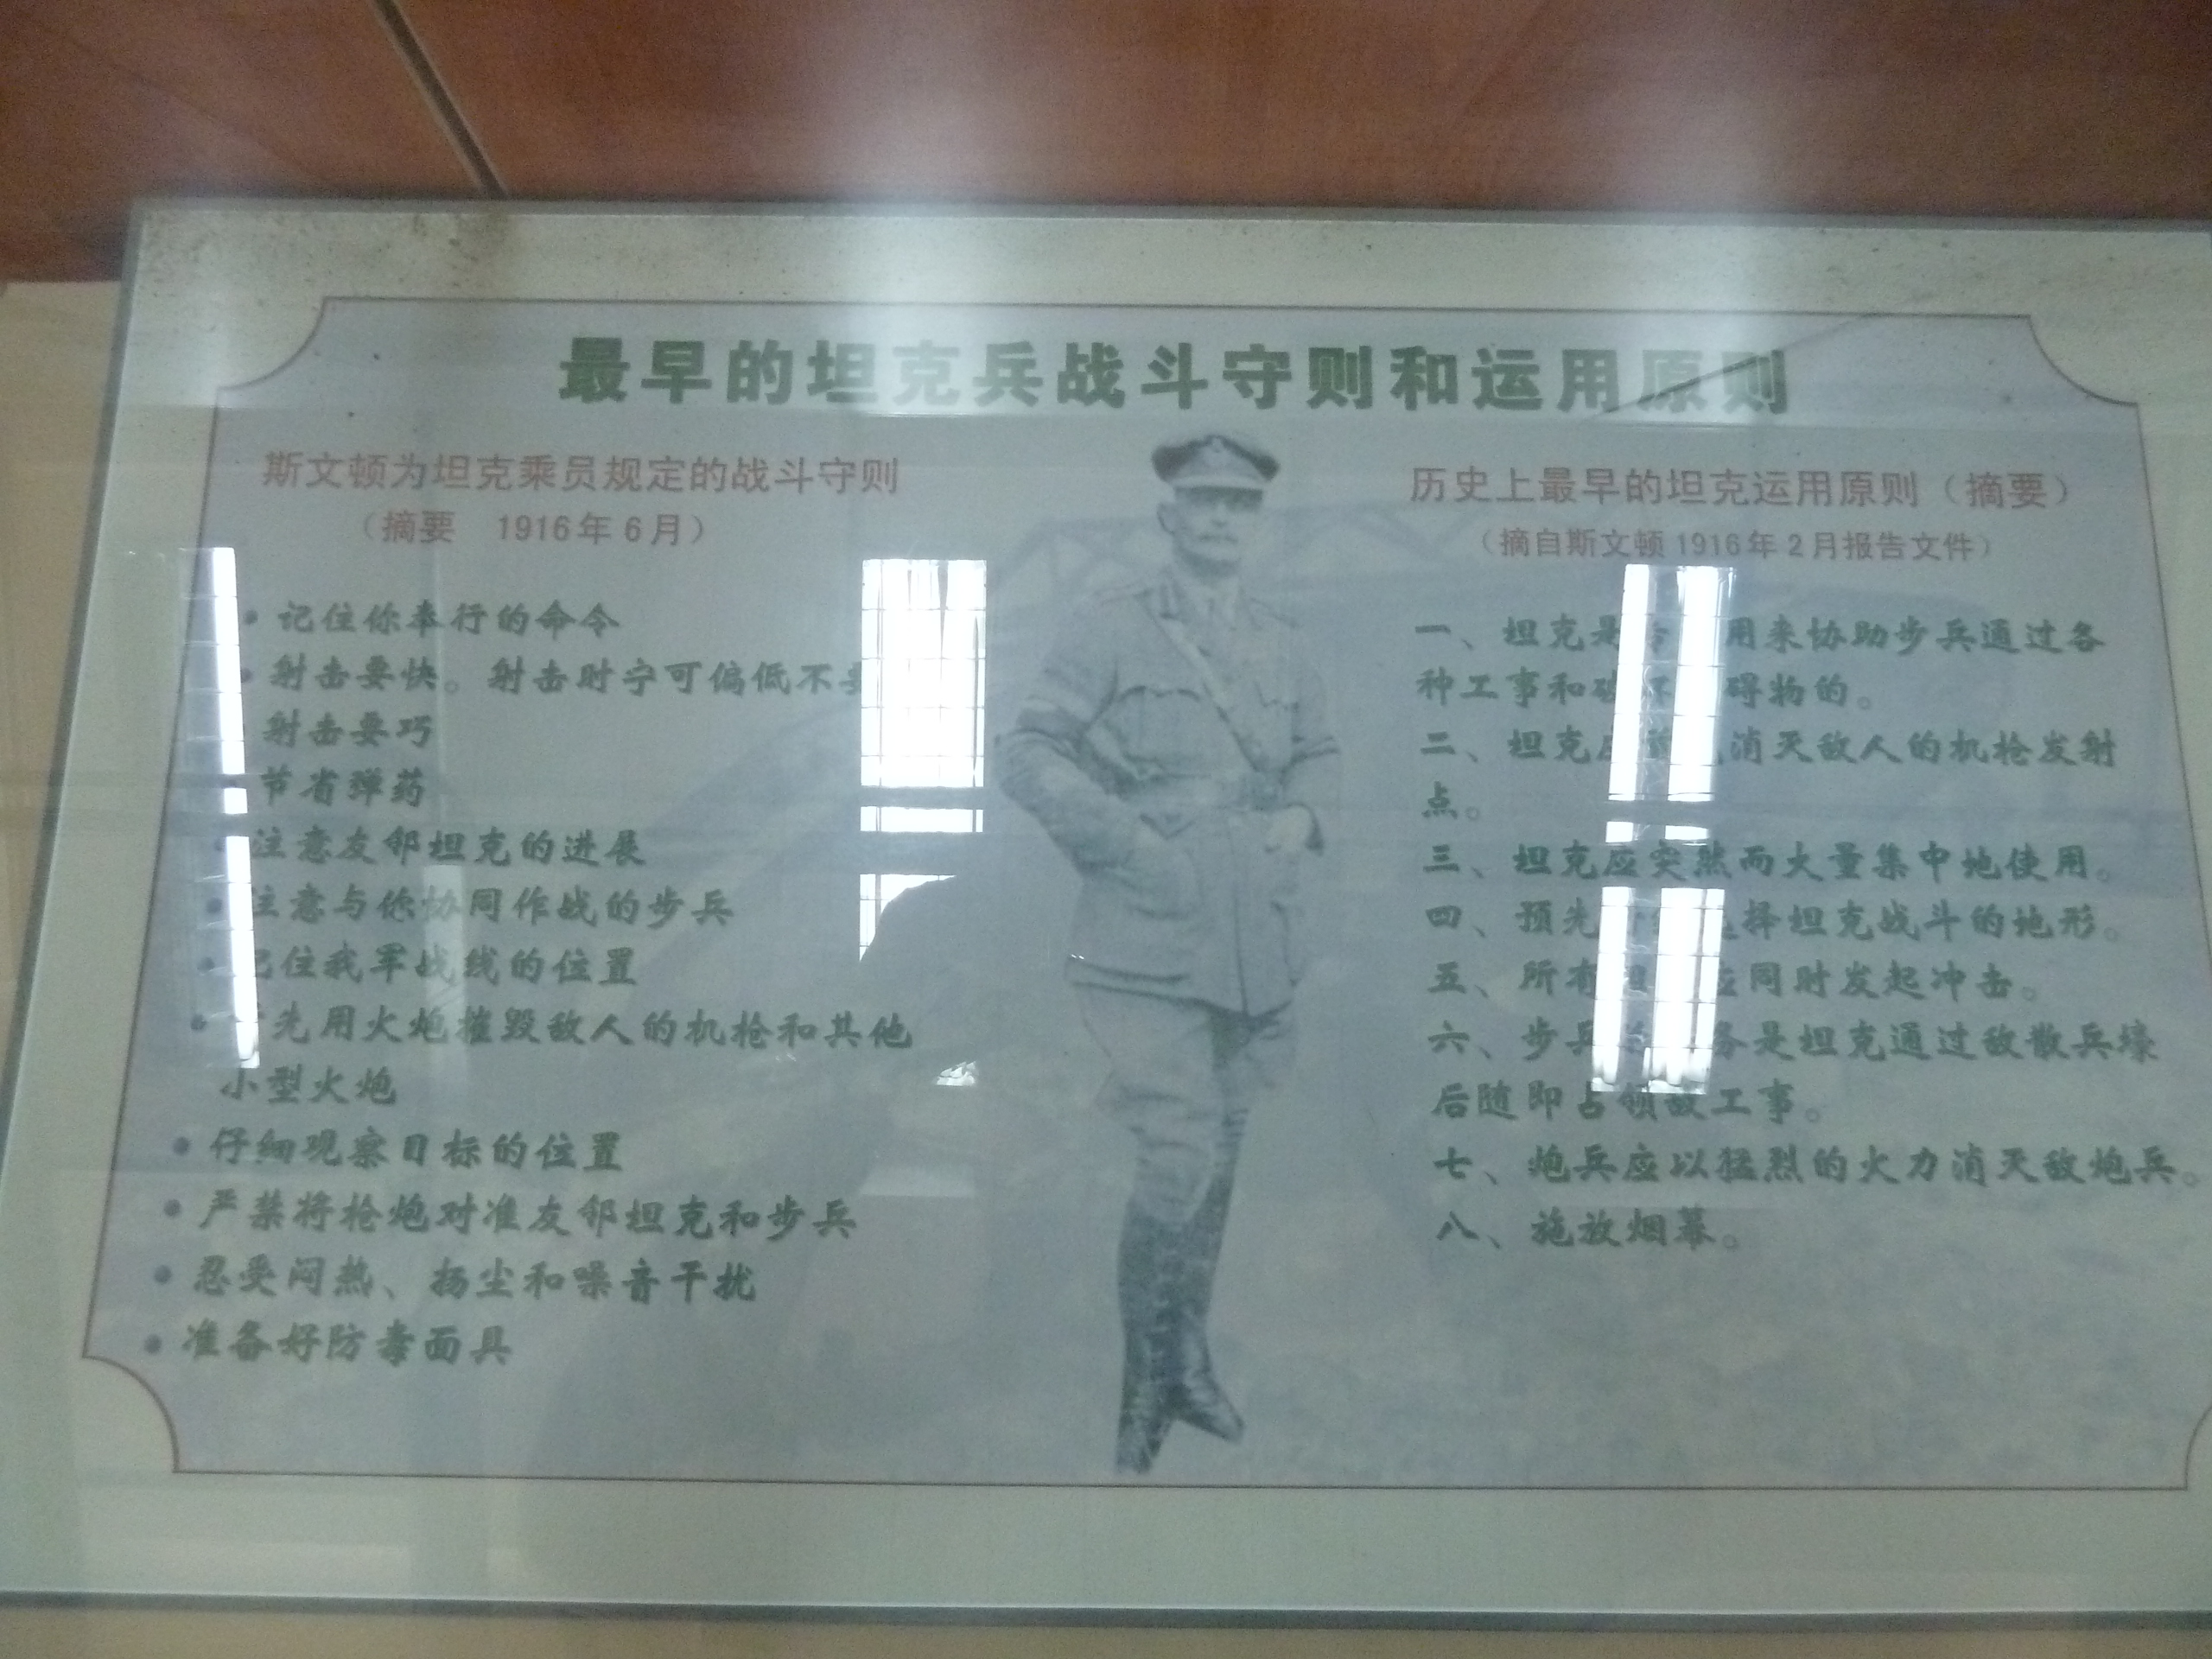 最早的坦克兵战斗守则和运用原则
斯文顿为坦克乘员规定的战斗守则
（摘要 1916年6月）
• 记住你奉行的命令
• 射击要快。射击时宁可偏低不
射击要巧
节省弹药
注意友邻坦克的进展
• 注意与你协同作战的步兵
• 记住我军战线的位置
• 先用火炮摧毁敌人的机枪和其他
小型火炮
• 仔细观察目标的位置
• 严禁将枪炮对准友邻坦克和步兵
• 忍受闷热、扬尘和噪音干扰
• 准备好防毒面具
历史上最早的坦克运用原则（摘要）
（摘自斯文顿1916年2月报告文件）
一、坦克是 用来协助步兵通过各
种工事和 碍物的。
二、坦克 消灭敌人的机枪发射
点。
三、坦克应突然而大量集中地使用。
四、预先 择坦克战斗的地形。
五、所有 应同时发起冲击。
六、步兵 务是坦克通过敌散兵壕
后随即占领敌工事。
七、炮兵应以猛烈的火力消灭敌炮兵。
八、施放烟幕。